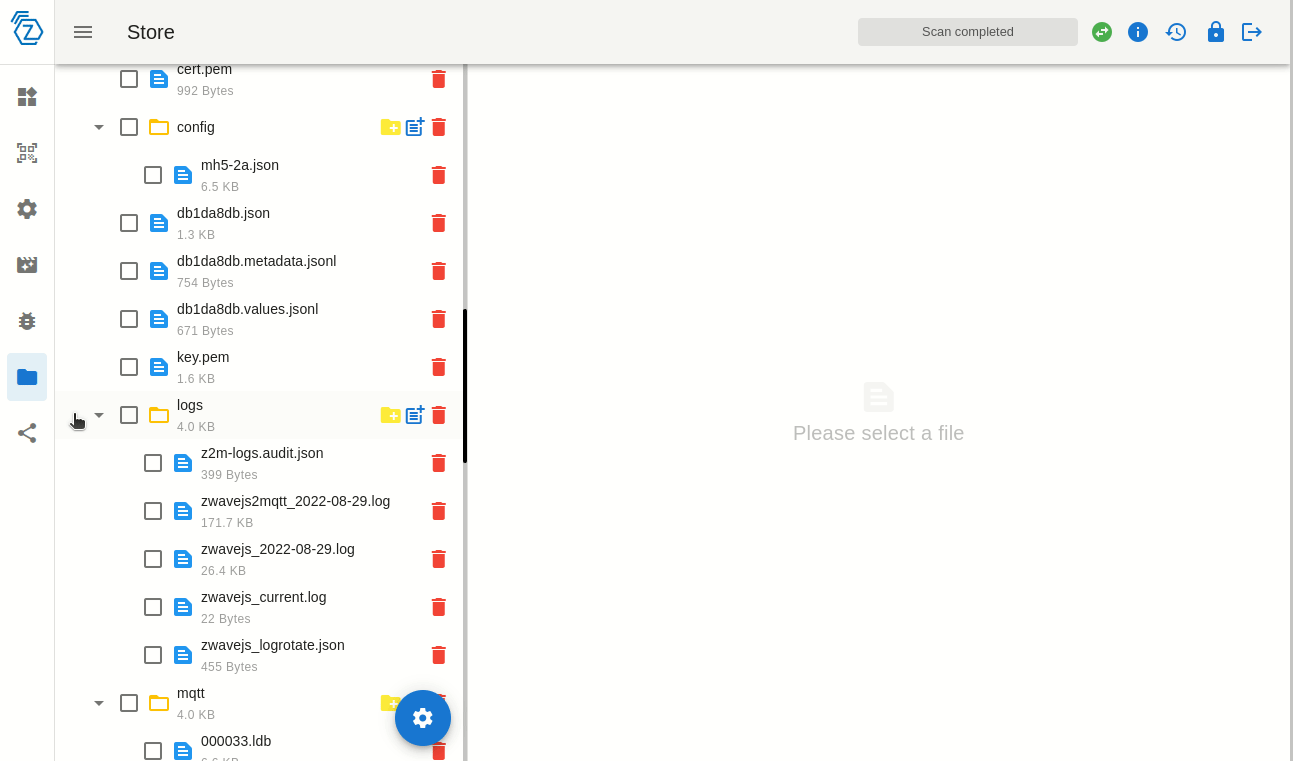 Store
Scan completed
cert.pem
992 Bytes
config
mh5-2a.json
6.5 KB
db1da8db.json
1.3 KB
db1da8db.metadata.jsonl
754 Bytes
db1da8db.values.jsonl
671 Bytes
key.pem
1.6 KB
logs
4.0 KB
z2m-logs.audit.json
399 Bytes
zwavejs2mqtt_2022-08-29.log
171.7 KB
zwavejs_2022-08-29.log
26.4 KB
zwavejs_current.log
22 Bytes
zwavejs_logrotate.json
455 Bytes
mqtt
4.0 KB
000033.ldb
Please select a file